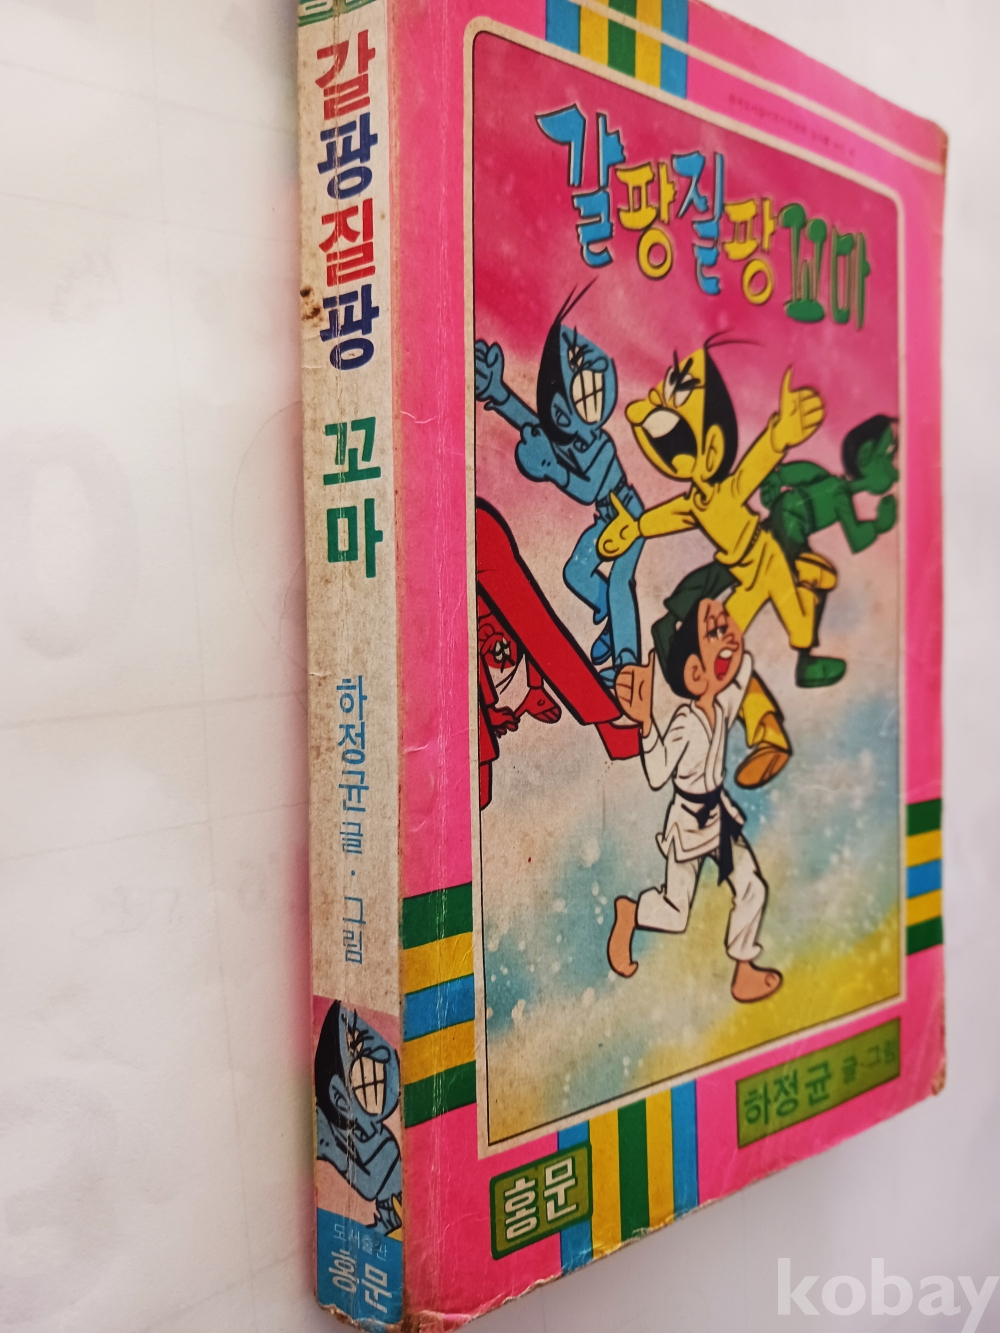 갈팡질팡 꼬마
하정균 글·그림
도서출판
홍문
갈팡질팡꼬마
하정균 글·그림
홍문
kobay